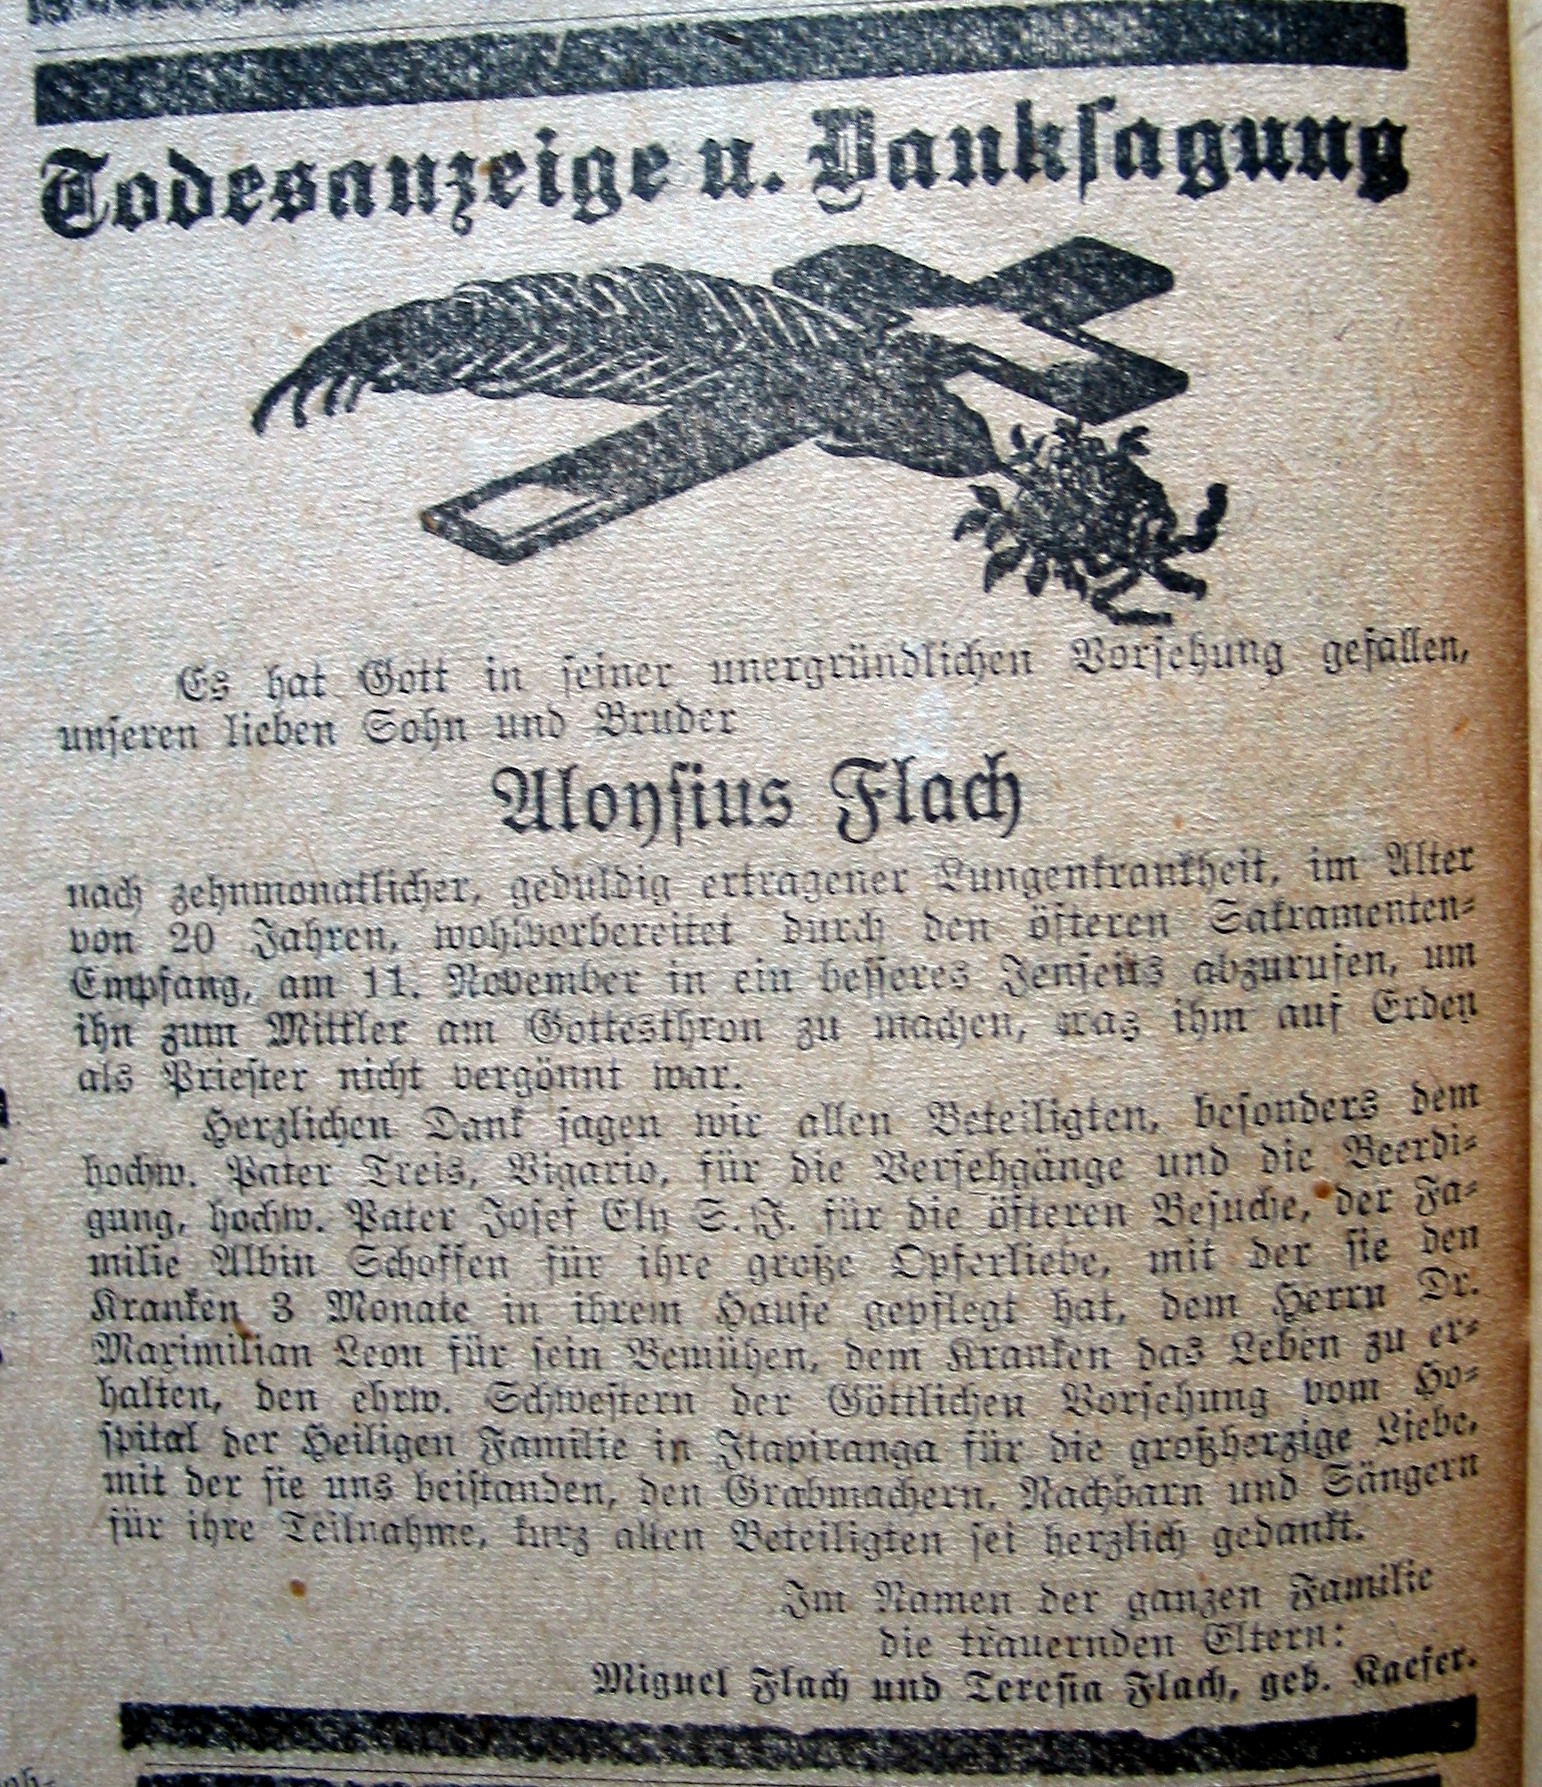 Todesanzeige u. Danksagung
Es hat Gott in seiner unergründlichen Vorsehung gefallen,
unseren lieben Sohn und Bruder
Aloysius Flach
nach zehnmonatlicher, geduldig ertragener Lungenkrankheit, im Alter
von 20 Jahren, wohlvorbereitet durch den öfteren Sakramenten-
Empfang, am 11. November in ein besseres Jenseits abzurufen, um
ihn zum Mittler am Gottesthron zu machen, was ihm auf Erden
als Priester nicht vergönnt war.
Herzlichen Dank sagen wir allen Beteiligten, besonders dem
hochw. Pater Treis, Vigario, für die Versehgänge und die Beerdi-
gung, hochw. Pater Josef Ely S.J. für die öfteren Besuche, der Fa-
milie Albin Schoffen für ihre große Opferliebe, mit der sie den
Kranken 3 Monate in ihrem Hause gepflegt hat, dem Herrn Dr.
Maximilian Leon für sein Bemühen, dem Kranken das Leben zu er-
halten, den ehrw. Schwestern der Göttlichen Vorsehung vom Ho-
spital der Heiligen Familie in Itapiranga für die großherzige Liebe,
mit der sie uns beistanden, den Grabmachern, Nachbarn und Sängern
für ihre Teilnahme, kurz allen Beteiligten sei herzlich gedankt.
Im Namen der ganzen Familie
die trauernden Eltern:
Miguel Flach und Teresia Flach, geb. Kaefer.